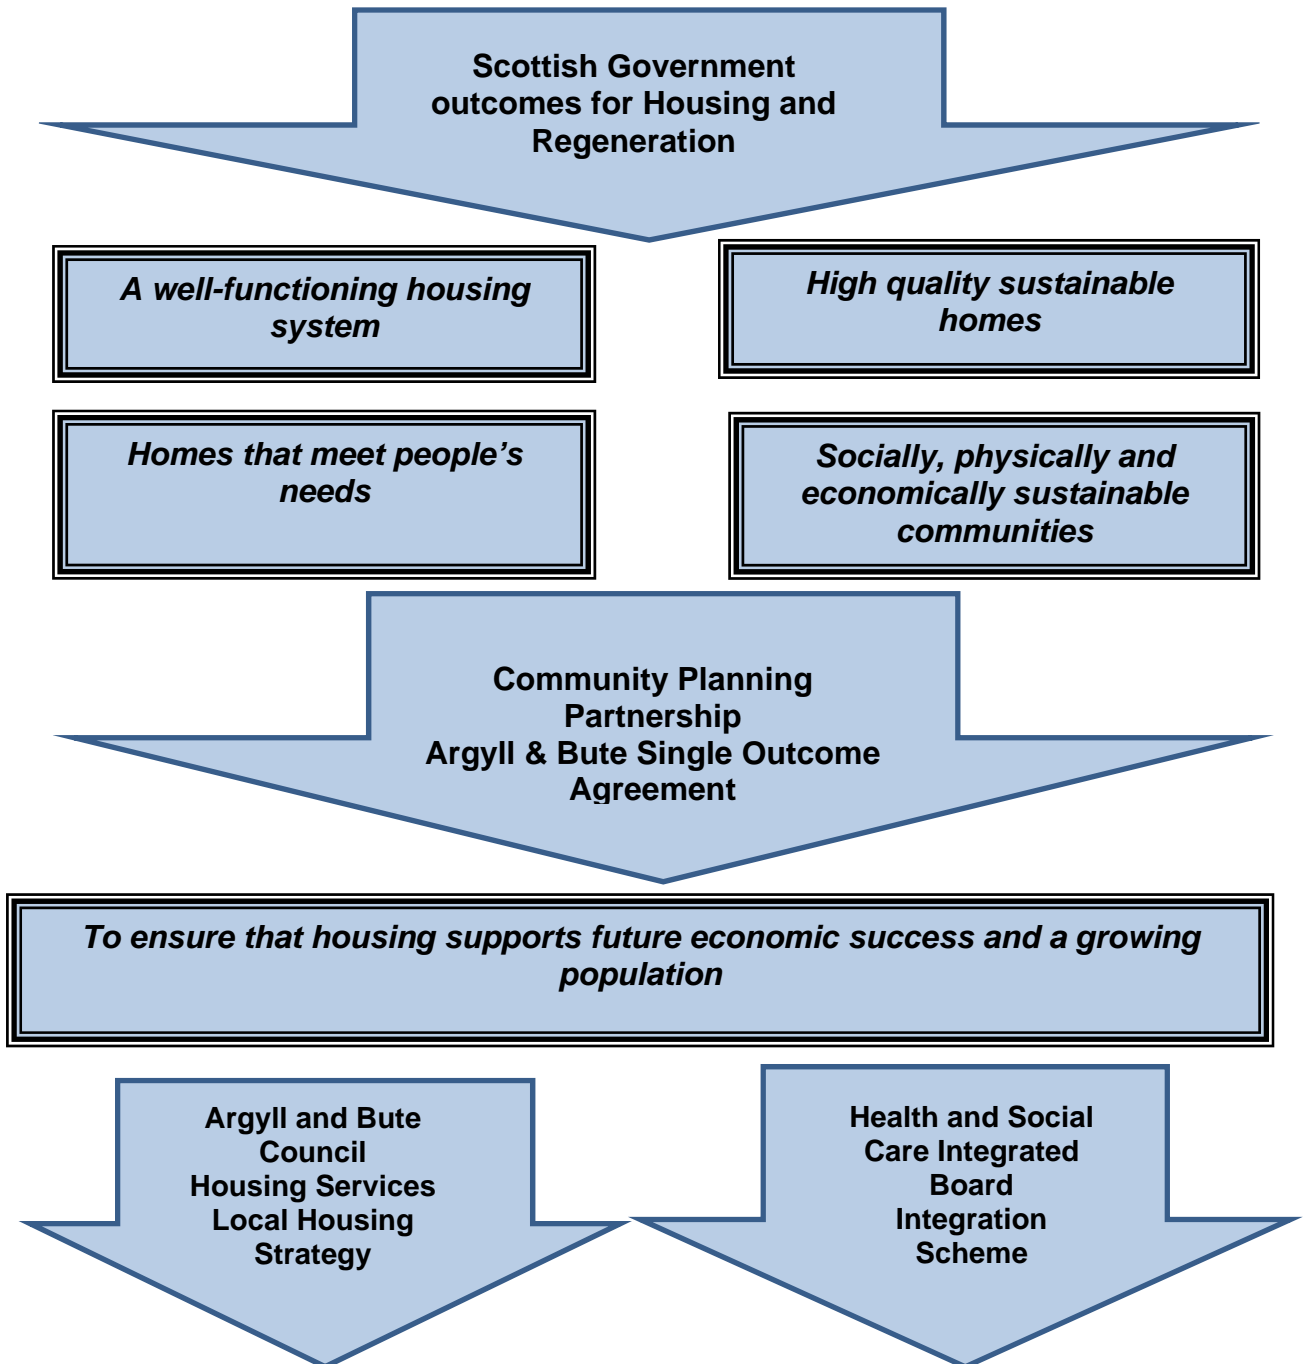 Scottish Government
outcomes for Housing and
Regeneration
A well-functioning housing
system
High quality sustainable
homes
Homes that meet people’s
needs
Socially, physically and
economically sustainable
communities
Community Planning
Partnership
Argyll & Bute Single Outcome
Agreement
To ensure that housing supports future economic success and a growing
population
Argyll and Bute
Council
Housing Services
Local Housing
Strategy
Health and Social
Care Integrated
Board
Integration
Scheme